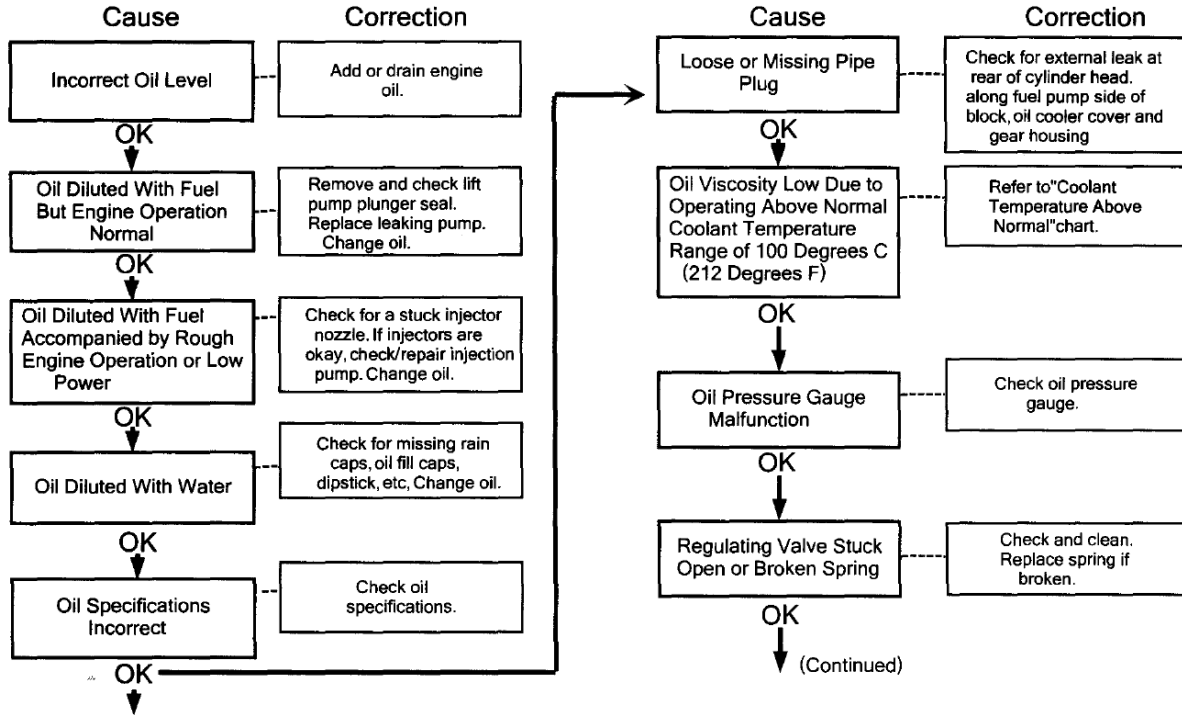 Cause
Correction
Incorrect Oil Level
Add or drain engine
oil.
OK
Oil Diluted With Fuel
But Engine Operation
Normal
Remove and check lift
pump plunger seal.
Replace leaking pump.
Change oil.
OK
Oil Diluted With Fuel
Accompanied by Rough
Engine Operation or Low
Power
Check for a stuck injector
nozzle. If injectors are
okay, check/repair injection
pump. Change oil.
OK
Oil Diluted With Water
Check for missing rain
caps, oil fill caps,
dipstick, etc, Change oil.
OK
Oil Specifications
Incorrect
Check oil
specifications.
OK
Cause
Correction
Loose or Missing Pipe
Plug
Check for external leak at
rear of cylinder head.
along fuel pump side of
block, oil cooler cover and
gear housing
OK
Oil Viscosity Low Due to
Operating Above Normal
Coolant Temperature
Range of 100 Degrees C
(212 Degrees F)
Refer to"Coolant
Temperature Above
Normal"chart.
OK
Oil Pressure Gauge
Malfunction
Check oil pressure
gauge.
OK
Regulating Valve Stuck
Open or Broken Spring
Check and clean.
Replace spring if
broken.
OK
(Continued)